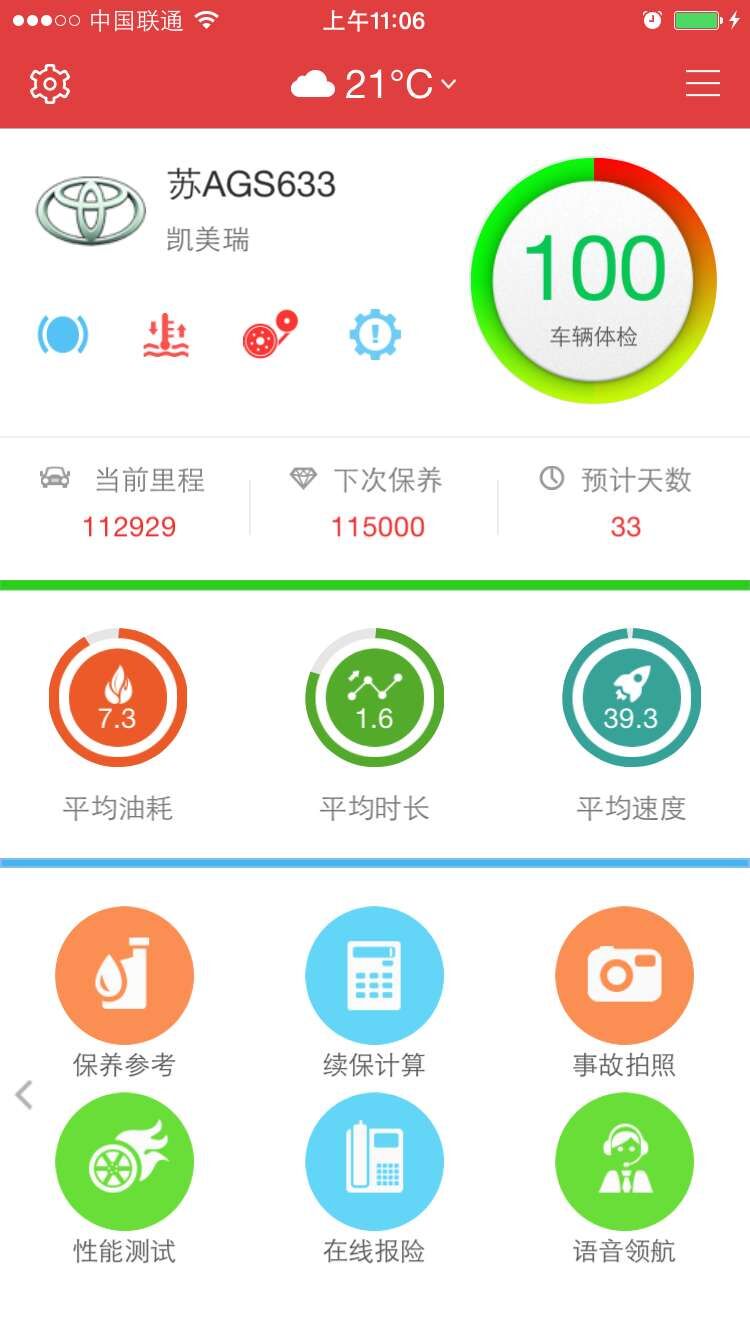 中国联通
上午11:06
21°C
苏AGS633
凯美瑞
100
车辆体检
当前里程
下次保养
预计天数
112929
115000
33
7.3
1.6
39.3
平均油耗
平均时长
平均速度
保养参考
续保计算
事故拍照
性能测试
在线报险
语音领航